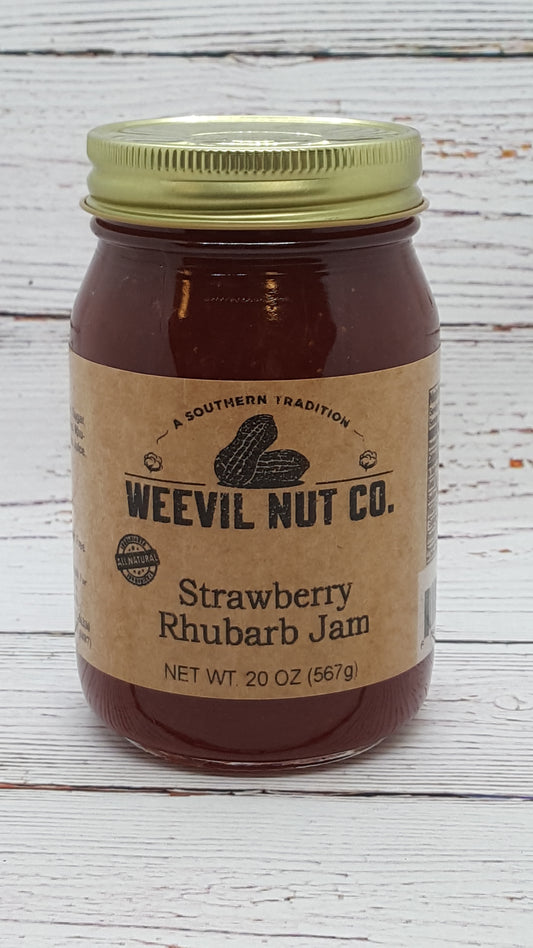 A SOUTHERN TRADITION
WEEVIL NUT CO.
ALL NATURAL
Strawberry
Rhubarb Jam
NET WT. 20 OZ (567g)